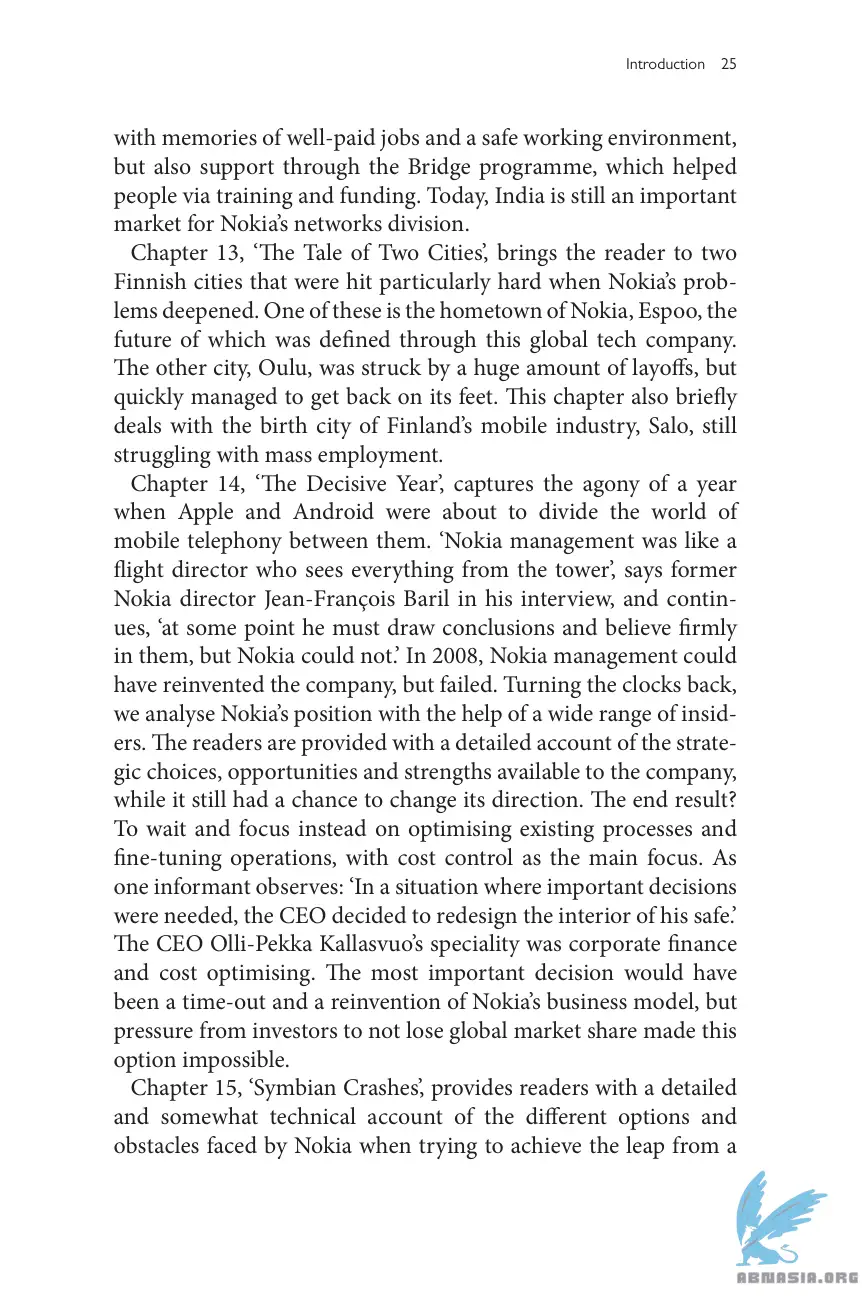 Introduction 25
with memories of well-paid jobs and a safe working environment,
but also support through the Bridge programme, which helped
people via training and funding. Today, India is still an important
market for Nokia’s networks division.
Chapter 13, ‘The Tale of Two Cities’, brings the reader to two
Finnish cities that were hit particularly hard when Nokia’s prob-
lems deepened. One of these is the hometown of Nokia, Espoo, the
future of which was defined through this global tech company.
The other city, Oulu, was struck by a huge amount of layoffs, but
quickly managed to get back on its feet. This chapter also briefly
deals with the birth city of Finland’s mobile industry, Salo, still
struggling with mass employment.
Chapter 14, ‘The Decisive Year’, captures the agony of a year
when Apple and Android were about to divide the world of
mobile telephony between them. ‘Nokia management was like a
flight director who sees everything from the tower’, says former
Nokia director Jean-François Baril in his interview, and contin-
ues, ‘at some point he must draw conclusions and believe firmly
in them, but Nokia could not.’ In 2008, Nokia management could
have reinvented the company, but failed. Turning the clocks back,
we analyse Nokia’s position with the help of a wide range of insid-
ers. The readers are provided with a detailed account of the strate-
gic choices, opportunities and strengths available to the company,
while it still had a chance to change its direction. The end result?
To wait and focus instead on optimising existing processes and
fine-tuning operations, with cost control as the main focus. As
one informant observes: ‘In a situation where important decisions
were needed, the CEO decided to redesign the interior of his safe.’
The CEO Olli-Pekka Kallasvuo’s speciality was corporate finance
and cost optimising. The most important decision would have
been a time-out and a reinvention of Nokia’s business model, but
pressure from investors to not lose global market share made this
option impossible.
Chapter 15, ‘Symbian Crashes’, provides readers with a detailed
and somewhat technical account of the different options and
obstacles faced by Nokia when trying to achieve the leap from a
ABNASIA.ORG